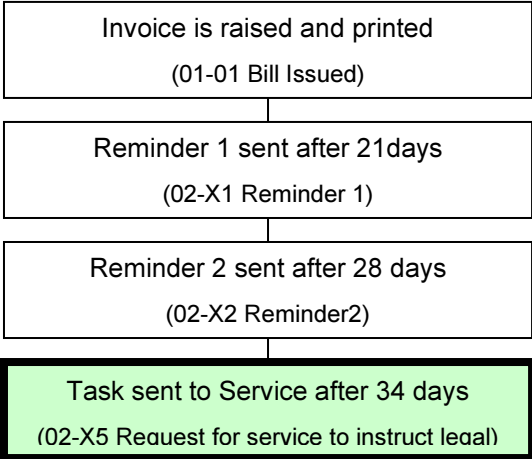 Invoice is raised and printed
(01-01 Bill Issued)
Reminder 1 sent after 21days
(02-X1 Reminder 1)
Reminder 2 sent after 28 days
(02-X2 Reminder2)
Task sent to Service after 34 days
(02-X5 Request for service to instruct legal)